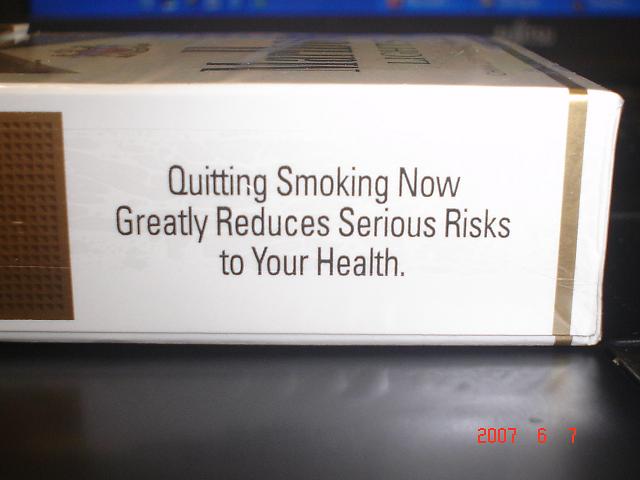 Quitting Smoking Now
Greatly Reduces Serious Risks
to Your Health.
2007 6 7